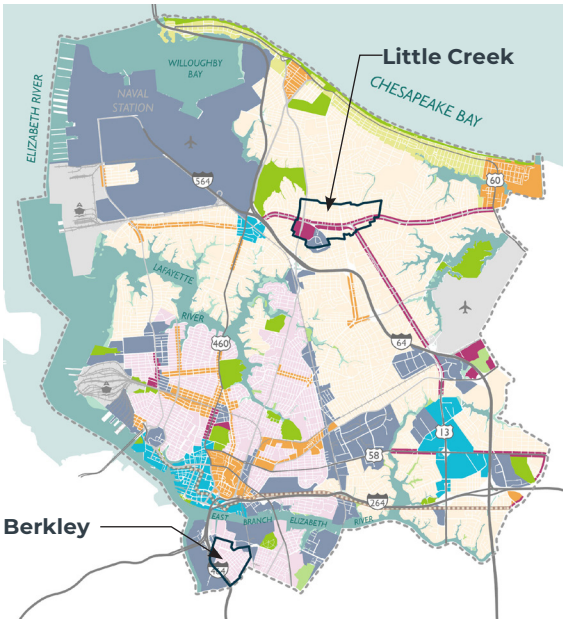 Little Creek
WILLOUGHBY
BAY
CHESAPEAKE BAY
NAVAL
STATION
ELIZABETH RIVER
564
60
LAFAYETTE
RIVER
460
64
13
58
264
EAST BRANCH ELIZABETH RIVER
Berkley
464